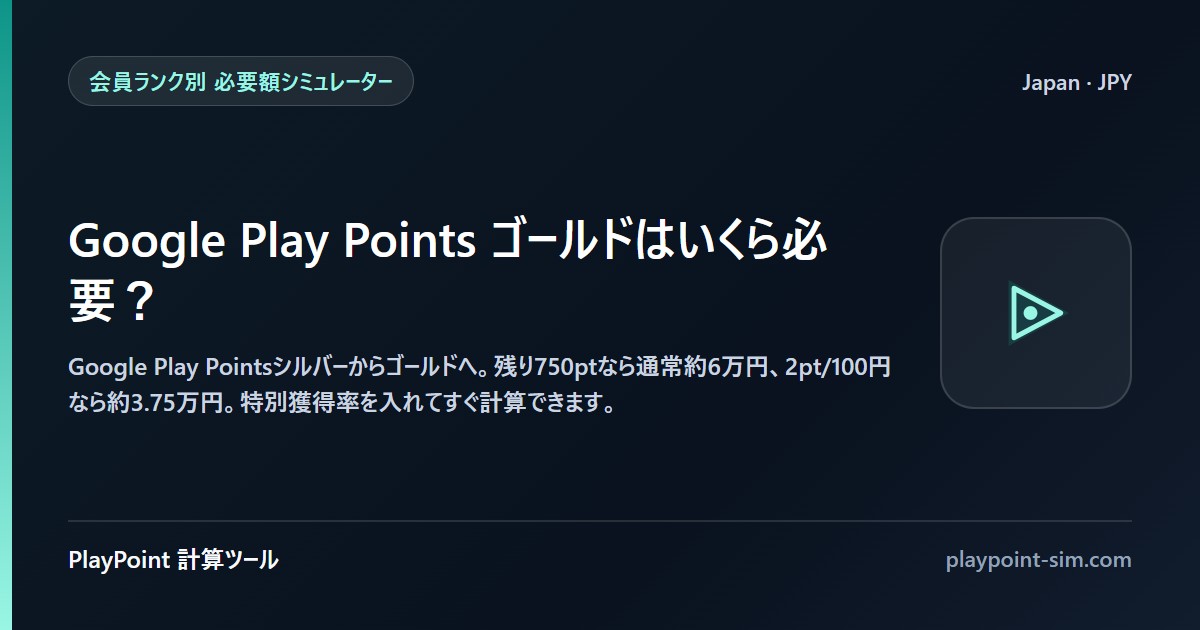 会員ランク別 必要額シミュレーター
Japan · JPY
Google Play Points ゴールドはいくら必
要？
Google Play Pointsシルバーからゴールドへ。残り750ptなら通常約6万円、2pt/100円
なら約3.75万円。特別獲得率を入れてすぐ計算できます。
PlayPoint 計算ツール
playpoint-sim.com